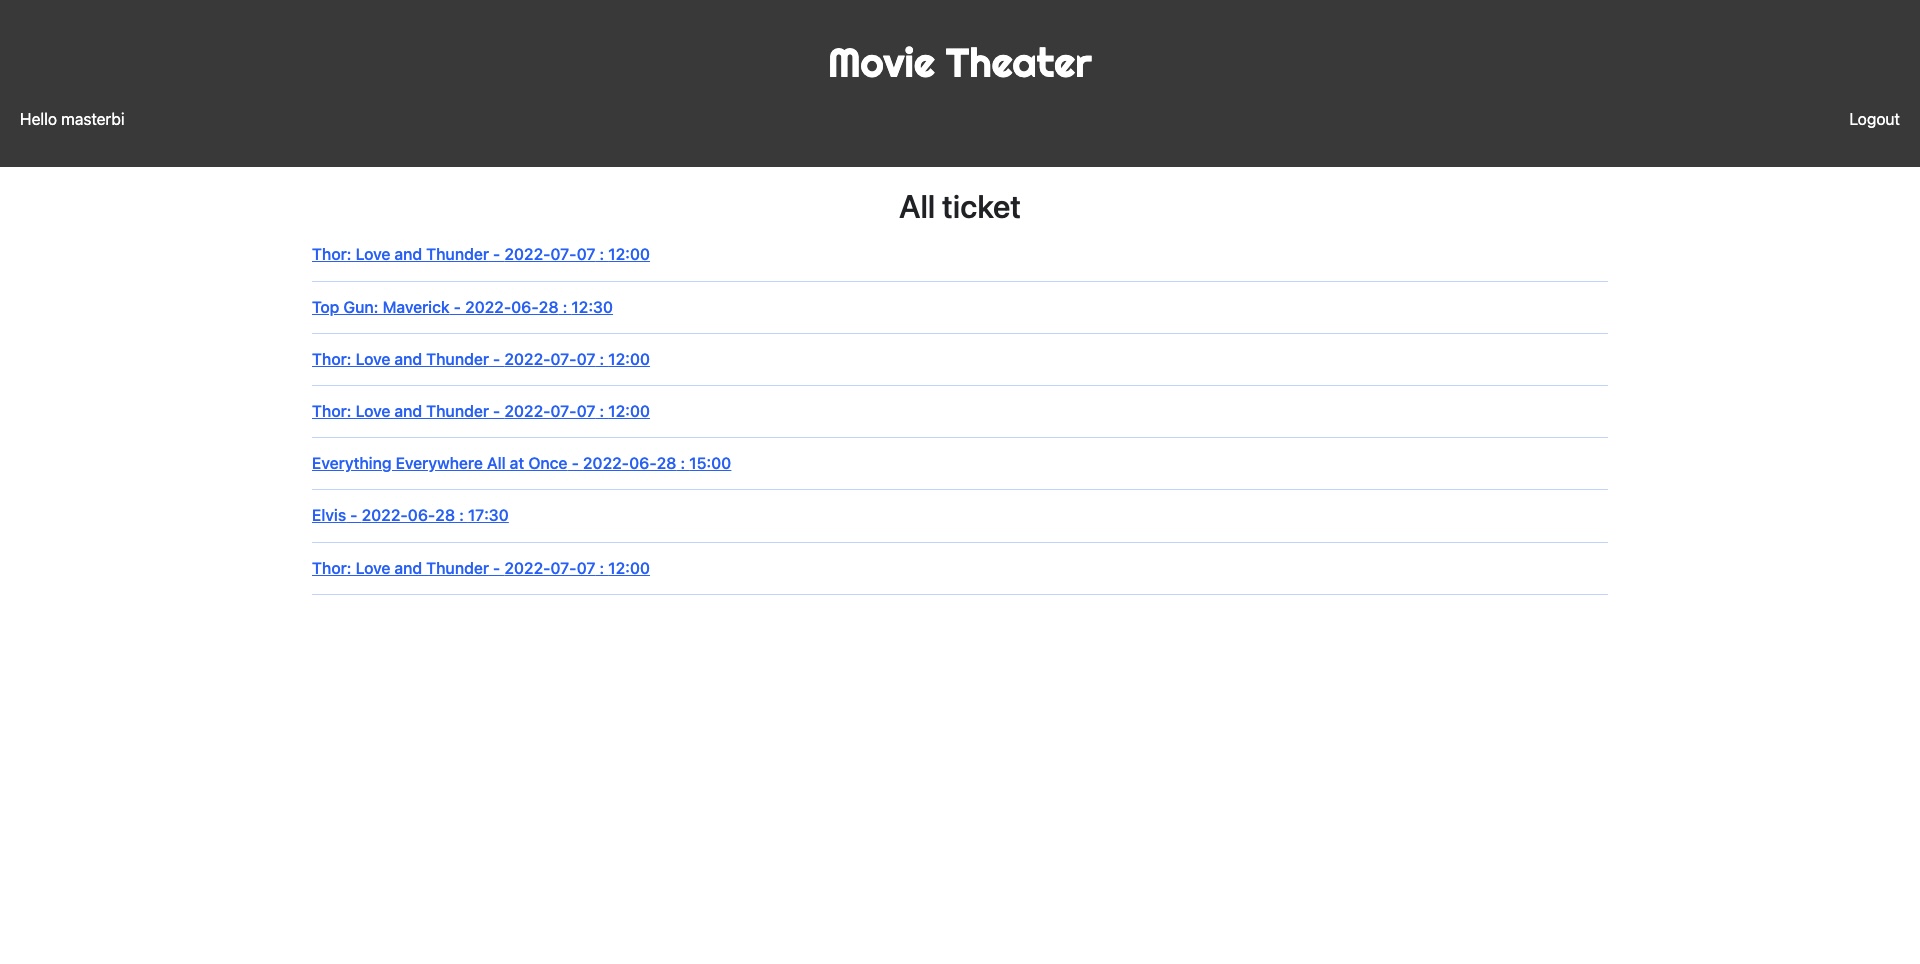 Movie Theater
Hello masterbi
Logout
All ticket
Thor: Love and Thunder - 2022-07-07 : 12:00
Top Gun: Maverick - 2022-06-28 : 12:30
Thor: Love and Thunder - 2022-07-07 : 12:00
Thor: Love and Thunder - 2022-07-07 : 12:00
Everything Everywhere All at Once - 2022-06-28 : 15:00
Elvis - 2022-06-28 : 17:30
Thor: Love and Thunder - 2022-07-07 : 12:00